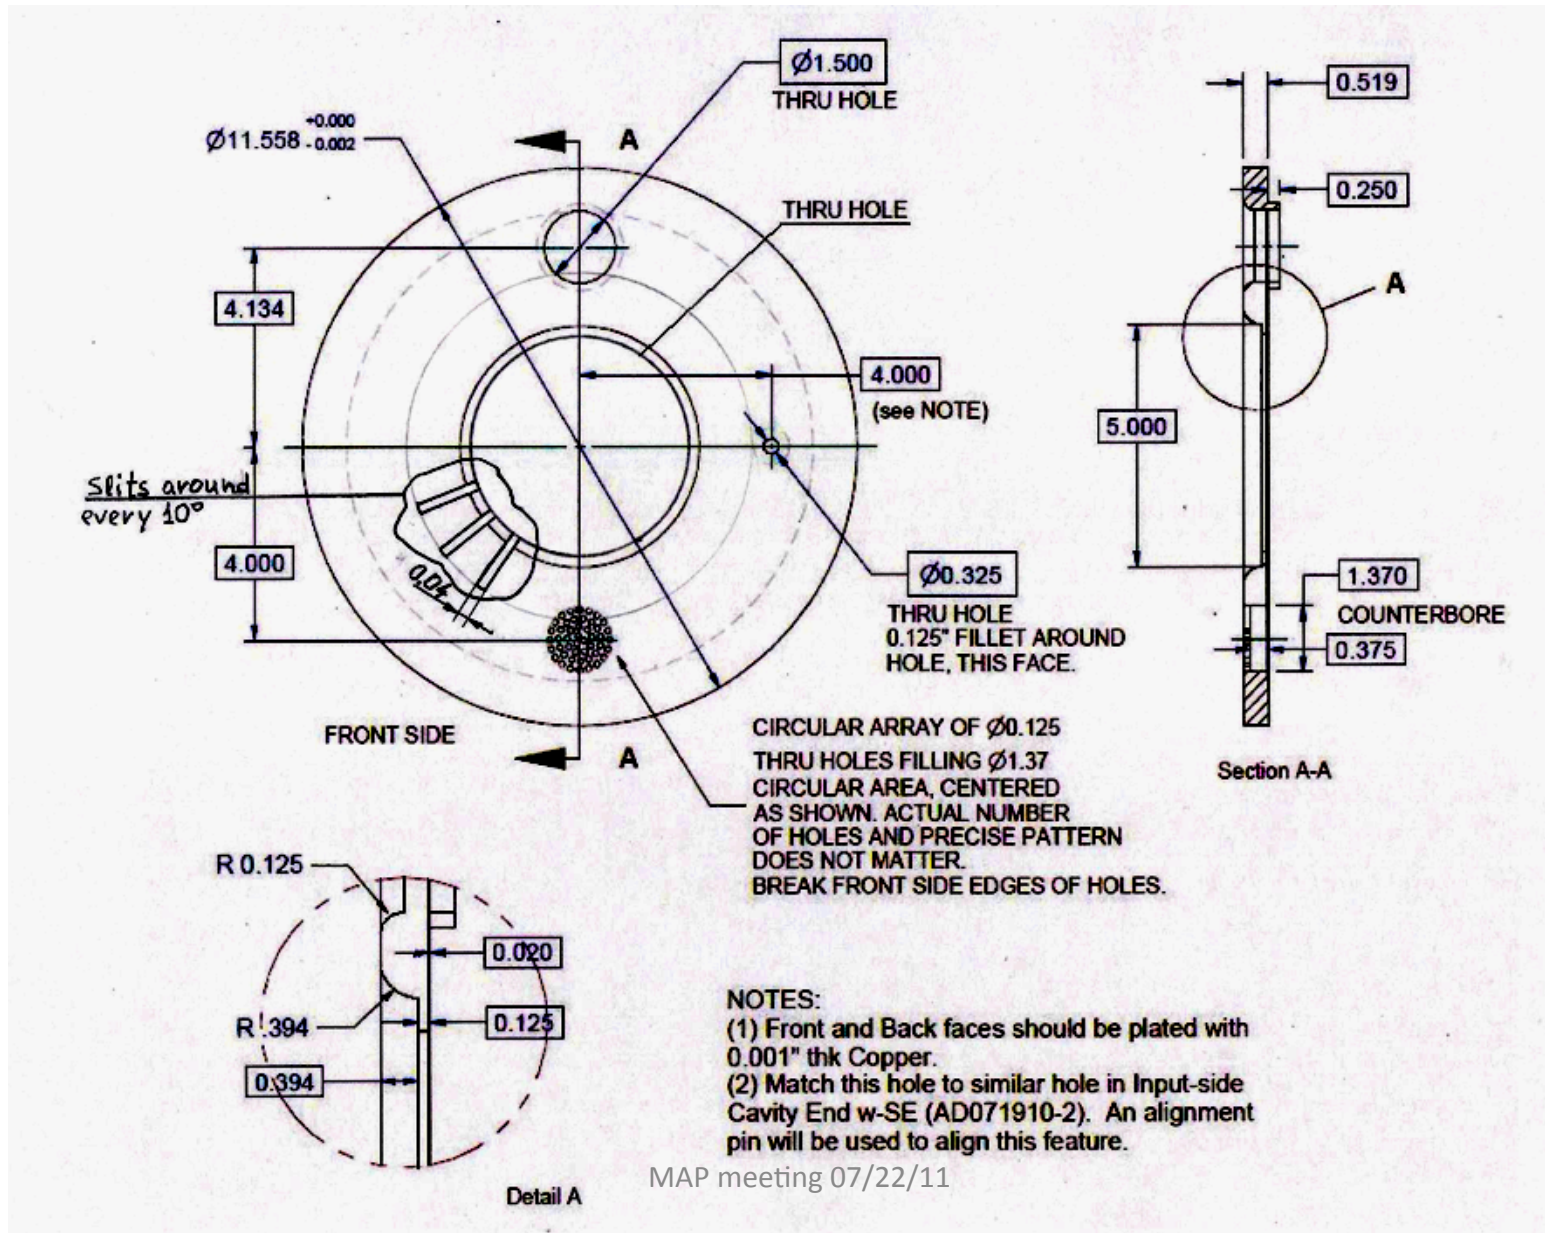 Ø1.500
THRU HOLE
Ø11.558 +0.000 -0.002
A
THRU HOLE
4.134
4.000
(see NOTE)
Slits around
every 10°
4.000
0,04
Ø0.325
THRU HOLE
0.125" FILLET AROUND
HOLE, THIS FACE.
FRONT SIDE
A
CIRCULAR ARRAY OF Ø0.125
THRU HOLES FILLING Ø1.37
CIRCULAR AREA, CENTERED
AS SHOWN. ACTUAL NUMBER
OF HOLES AND PRECISE PATTERN
DOES NOT MATTER.
BREAK FRONT SIDE EDGES OF HOLES.
0.519
0.250
A
5.000
1.370
COUNTERBORE
0.375
Section A-A
R 0.125
0.020
R .394
0.125
0.394
Detail A
NOTES:
(1) Front and Back faces should be plated with
0.001" thk Copper.
(2) Match this hole to similar hole in Input-side
Cavity End w-SE (AD071910-2). An alignment
pin will be used to align this feature.
MAP meeting 07/22/11